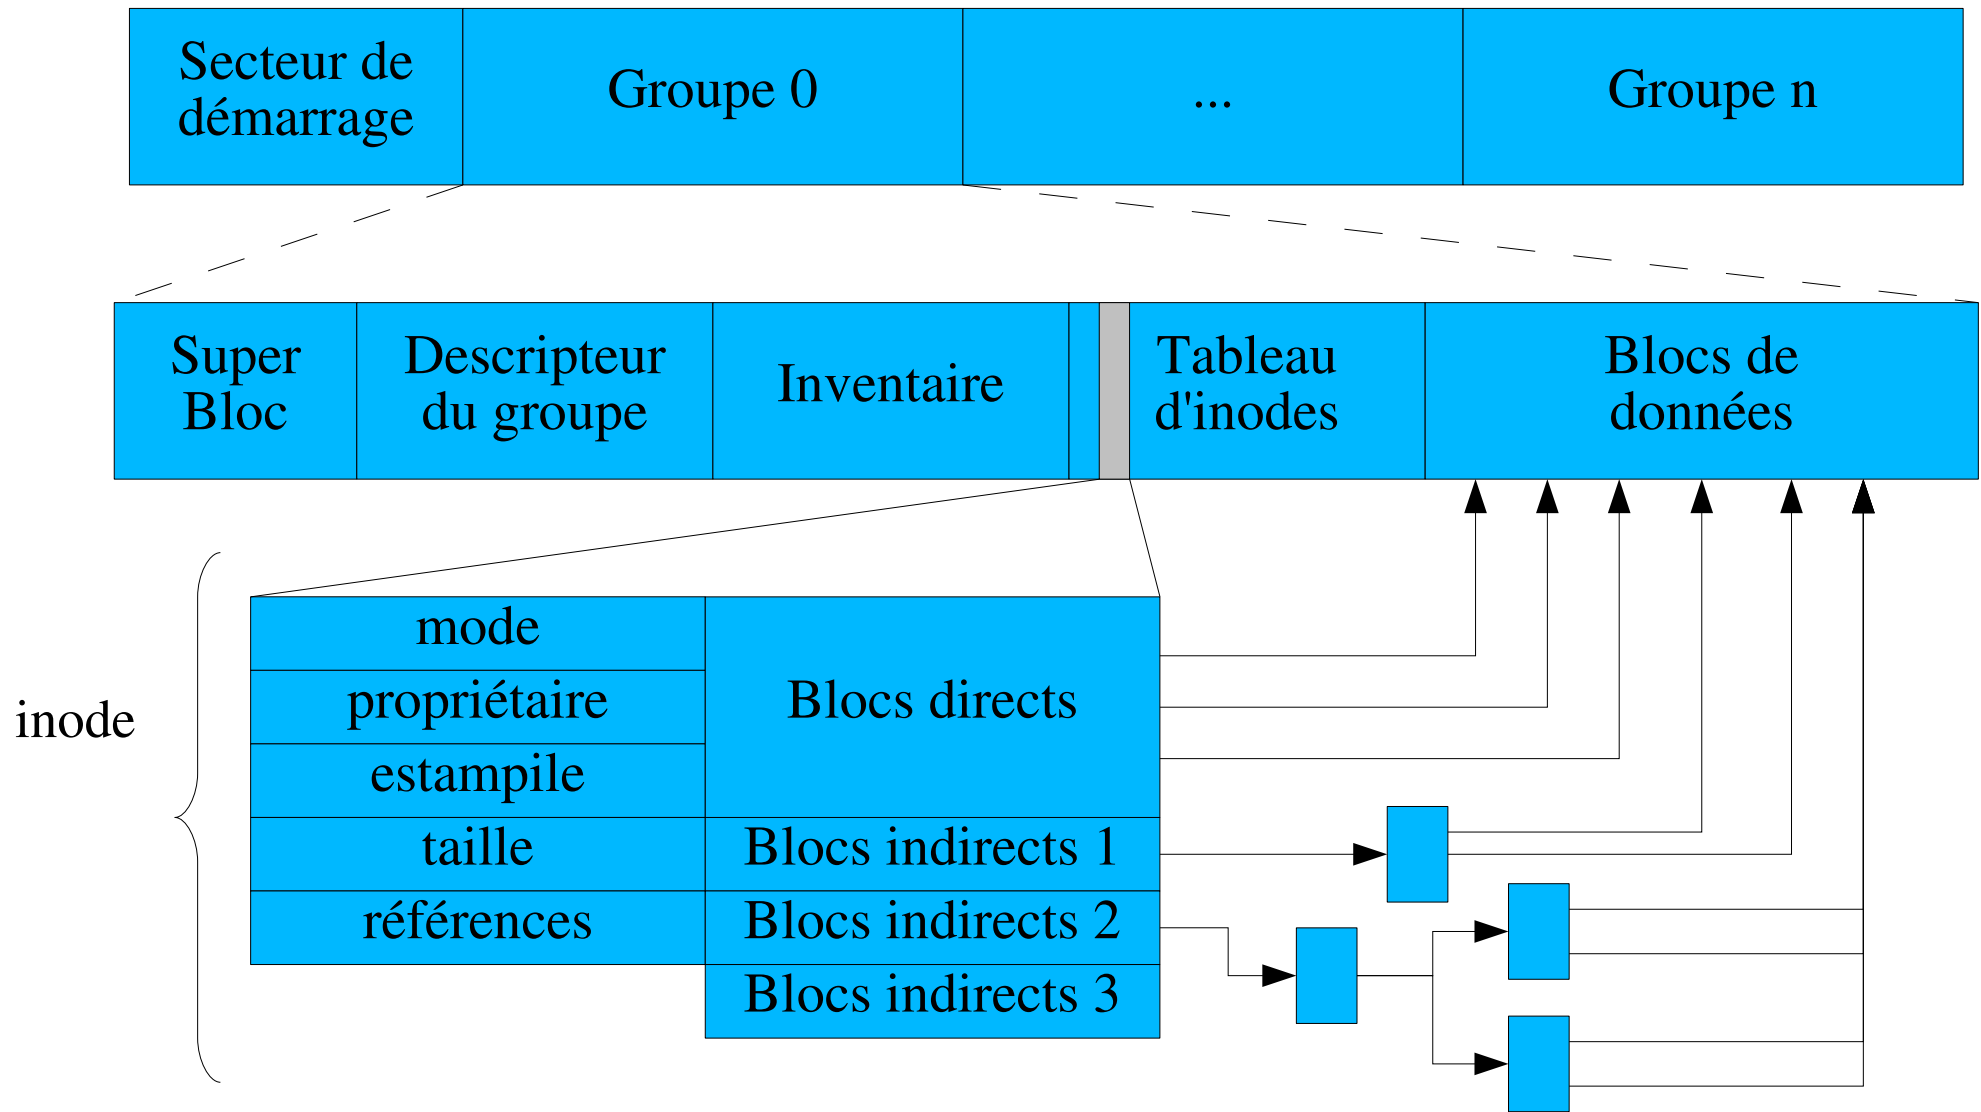 Secteur de
démarrage
Groupe 0
...
Groupe n
Super
Bloc
Descripteur
du groupe
Inventaire
Tableau
d'inodes
Blocs de
données
inode
mode
propriétaire
estampile
taille
références
Blocs directs
Blocs indirects 1
Blocs indirects 2
Blocs indirects 3